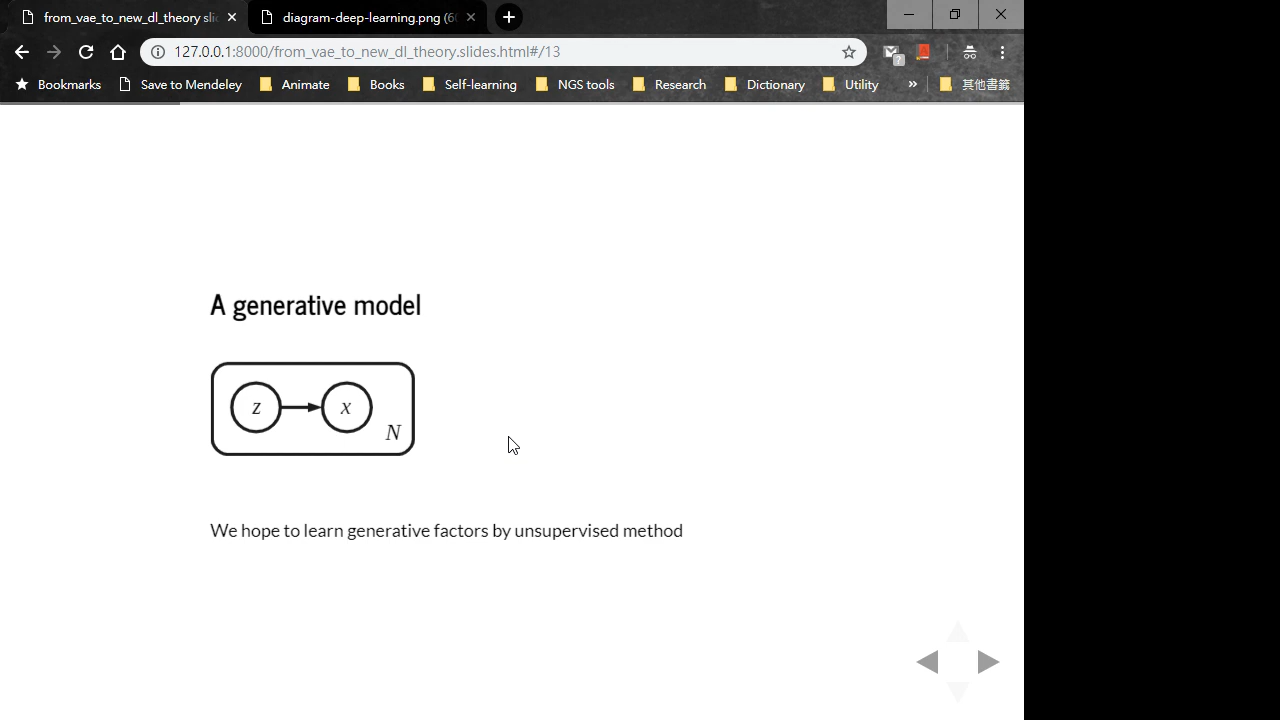 from_vae_to_new_dl_theory sli
diagram-deep-learning.png (60
127.0.0.1:8000/from_vae_to_new_dl_theory.slides.html#/13
?
Bookmarks
Save to Mendeley
Animate
Books
Self-learning
NGS tools
Research
Dictionary
Utility
»
其他書籤
A generative model
z
x
N
We hope to learn generative factors by unsupervised method